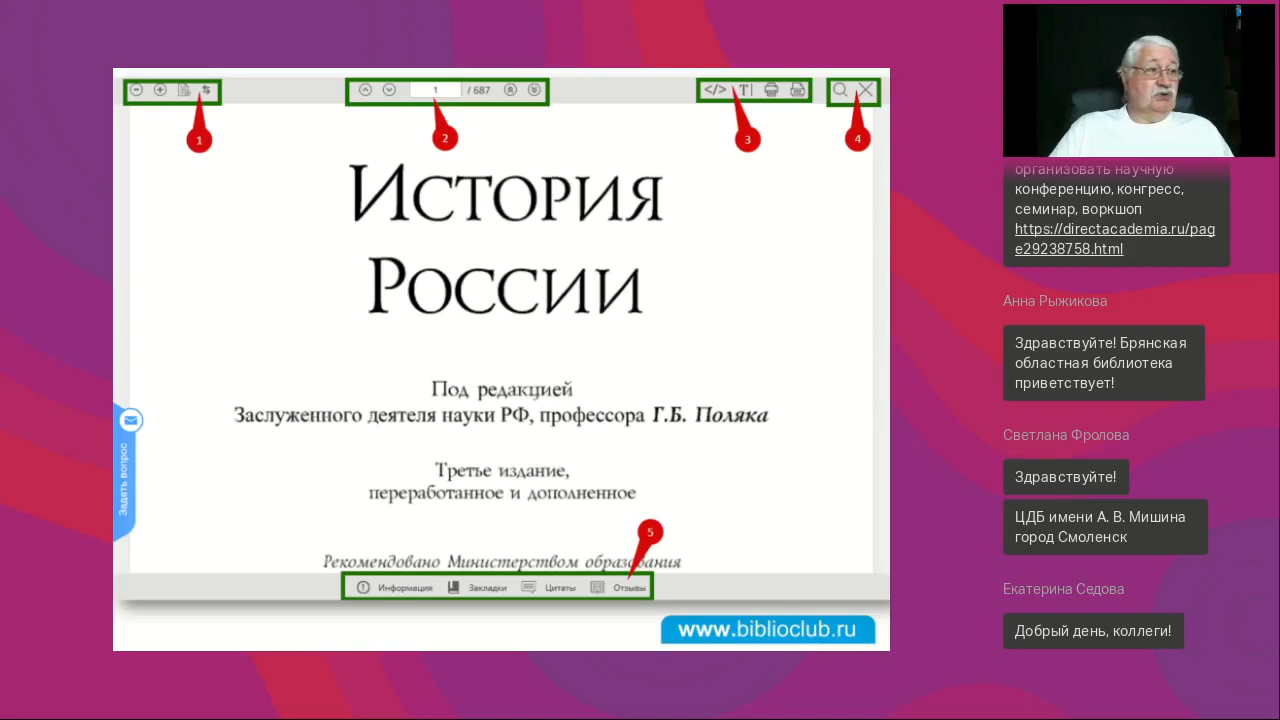 1
/ 687
</>
T
1
2
3
4
История
России
Под редакцией
Заслуженного деятеля науки РФ, профессора Г.Б. Поляка
Третье издание,
переработанное и дополненное
5
Рекомендовано Министерством образования
Информация Закладки Цитаты Отзывы
Задать вопрос
www.biblioclub.ru
организовать научную
конференцию, конгресс,
семинар, воркшоп
https://directacademia.ru/pag
e29238758.html
Анна Рыжикова
Здравствуйте! Брянская
областная библиотека
приветствует!
Светлана Фролова
Здравствуйте!
ЦДБ имени А. В. Мишина
город Смоленск
Екатерина Седова
Добрый день, коллеги!